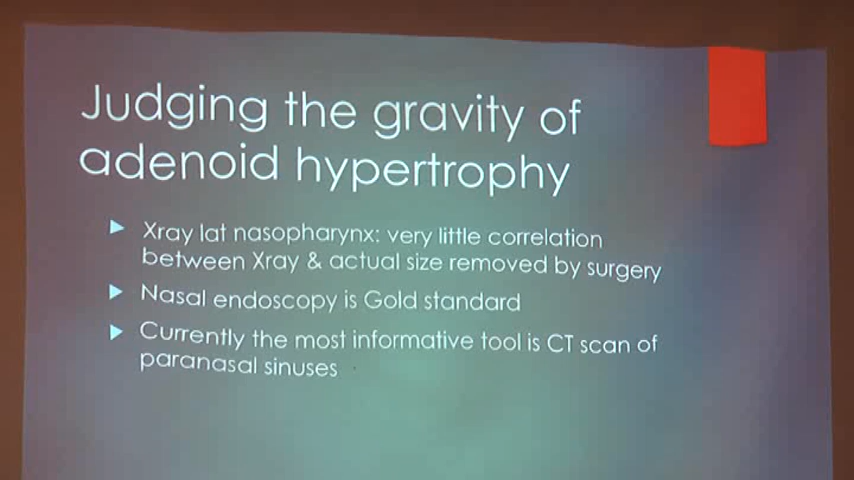 Judging the gravity of
adenoid hypertrophy
Xray lat nasopharynx: very little correlation
between Xray & actual size removed by surgery
Nasal endoscopy is Gold standard
Currently the most informative tool is CT scan of
paranasal sinuses